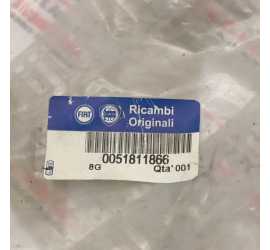 Ricambi
Originali
FIAT
0051811866
8G Qta' 001